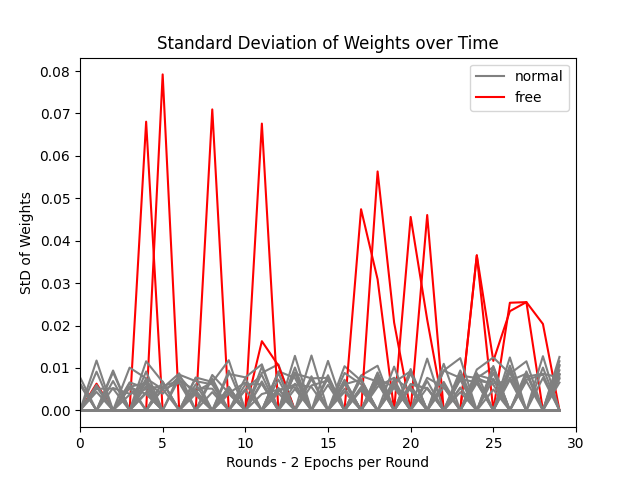 Standard Deviation of Weights over Time
normal
free
0.08
0.07
0.06
0.05
0.04
0.03
0.02
0.01
0.00
StD of Weights
0 5 10 15 20 25 30
Rounds - 2 Epochs per Round